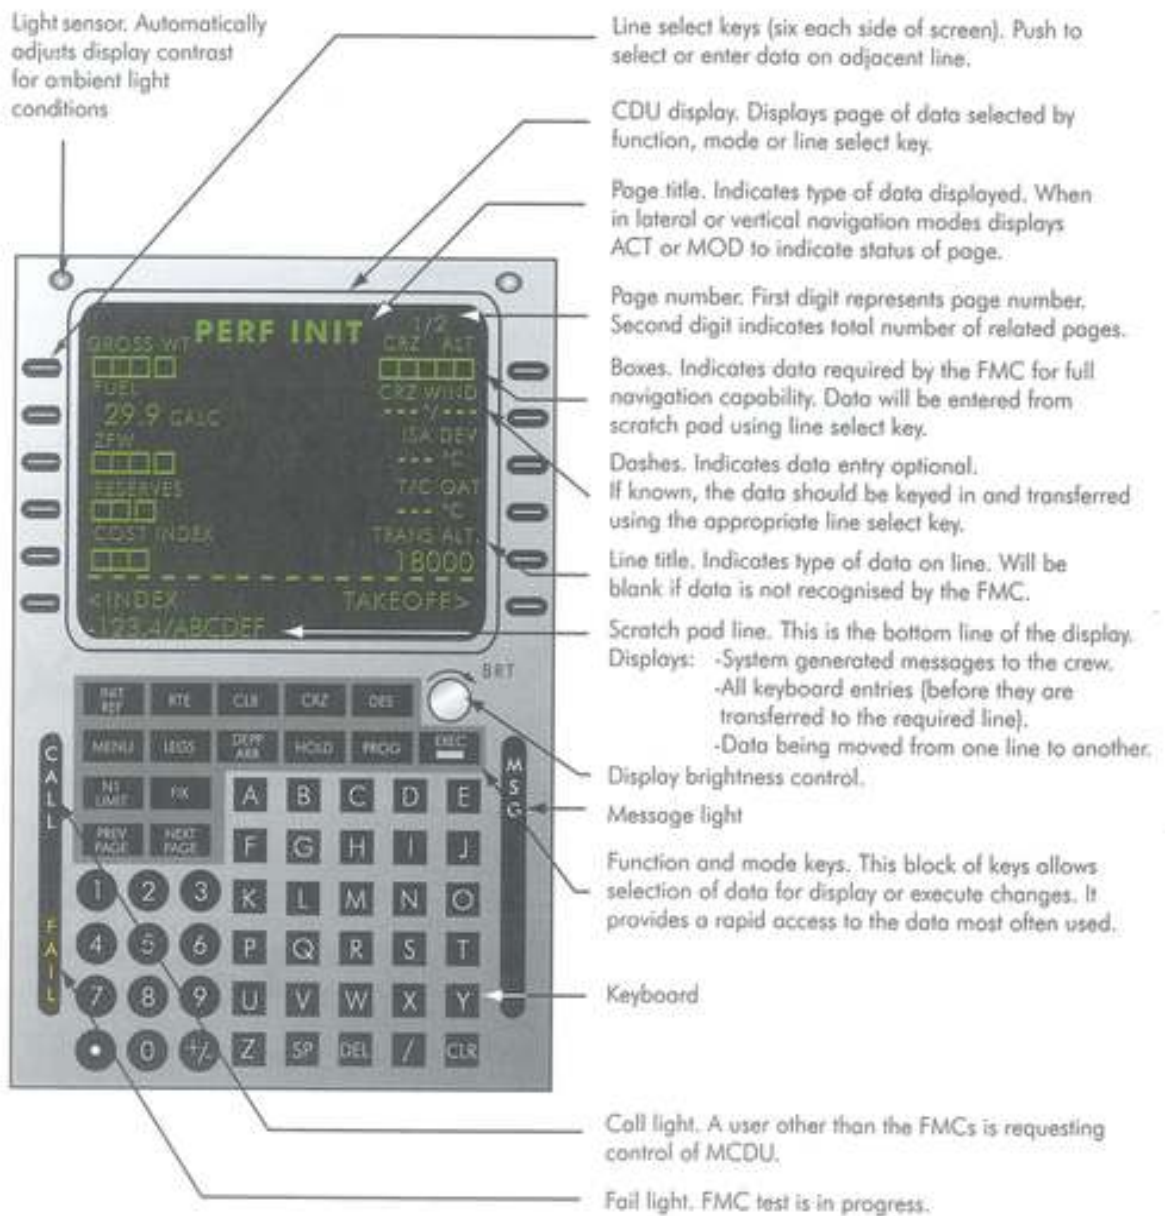 Light sensor. Automatically
adjusts display contrast
for ambient light
conditions
Line select keys (six each side of screen). Push to
select or enter data on adjacent line.
CDU display. Displays page of data selected by
function, mode or line select key.
Page title. Indicates type of data displayed. When
in lateral or vertical navigation modes displays
ACT or MOD to indicate status of page.
Page number. First digit represents page number.
Second digit indicates total number of related pages.
Boxes. Indicates data required by the FMC for full
navigation capability. Data will be entered from
scratch pad using line select key.
Dashes. Indicates data entry optional.
If known, the data should be keyed in and transferred
using the appropriate line select key.
Line title. Indicates type of data on line. Will be
blank if data is not recognised by the FMC.
Scratch pad line. This is the bottom line of the display.
Displays: -System generated messages to the crew.
-All keyboard entries (before they are
transferred to the required line).
-Data being moved from one line to another.
Display brightness control.
Message light
Function and mode keys. This block of keys allows
selection of data for display or execute changes. It
provides a rapid access to the data most often used.
Keyboard
Call light. A user other than the FMCs is requesting
control of MCDU.
Fail light. FMC test is in progress.
PERF INIT 1/2
GROSS WT CRZ ALT
FUEL CRZ WIND
29.9 CALC ---°/---
ZFW ISA DEV
--- °C
RESERVES T/C OAT
--- °C
COST INDEX TRANS ALT
18000
<INDEX TAKEOFF>
-123.4/ABCDEF
BRT
INIT REF RTE CLB CRZ DES
MENU LEGS DEPP ARR HOLD PROG EXEC
N1 LIMIT FIX
PREV PAGE NEXT PAGE
CALL
FAIL
MSG
A B C D E
F G H I J
1 2 3 K L M N O
4 5 6 P Q R S T
7 8 9 U V W X Y
• 0 +/- Z SP DEL / CLR